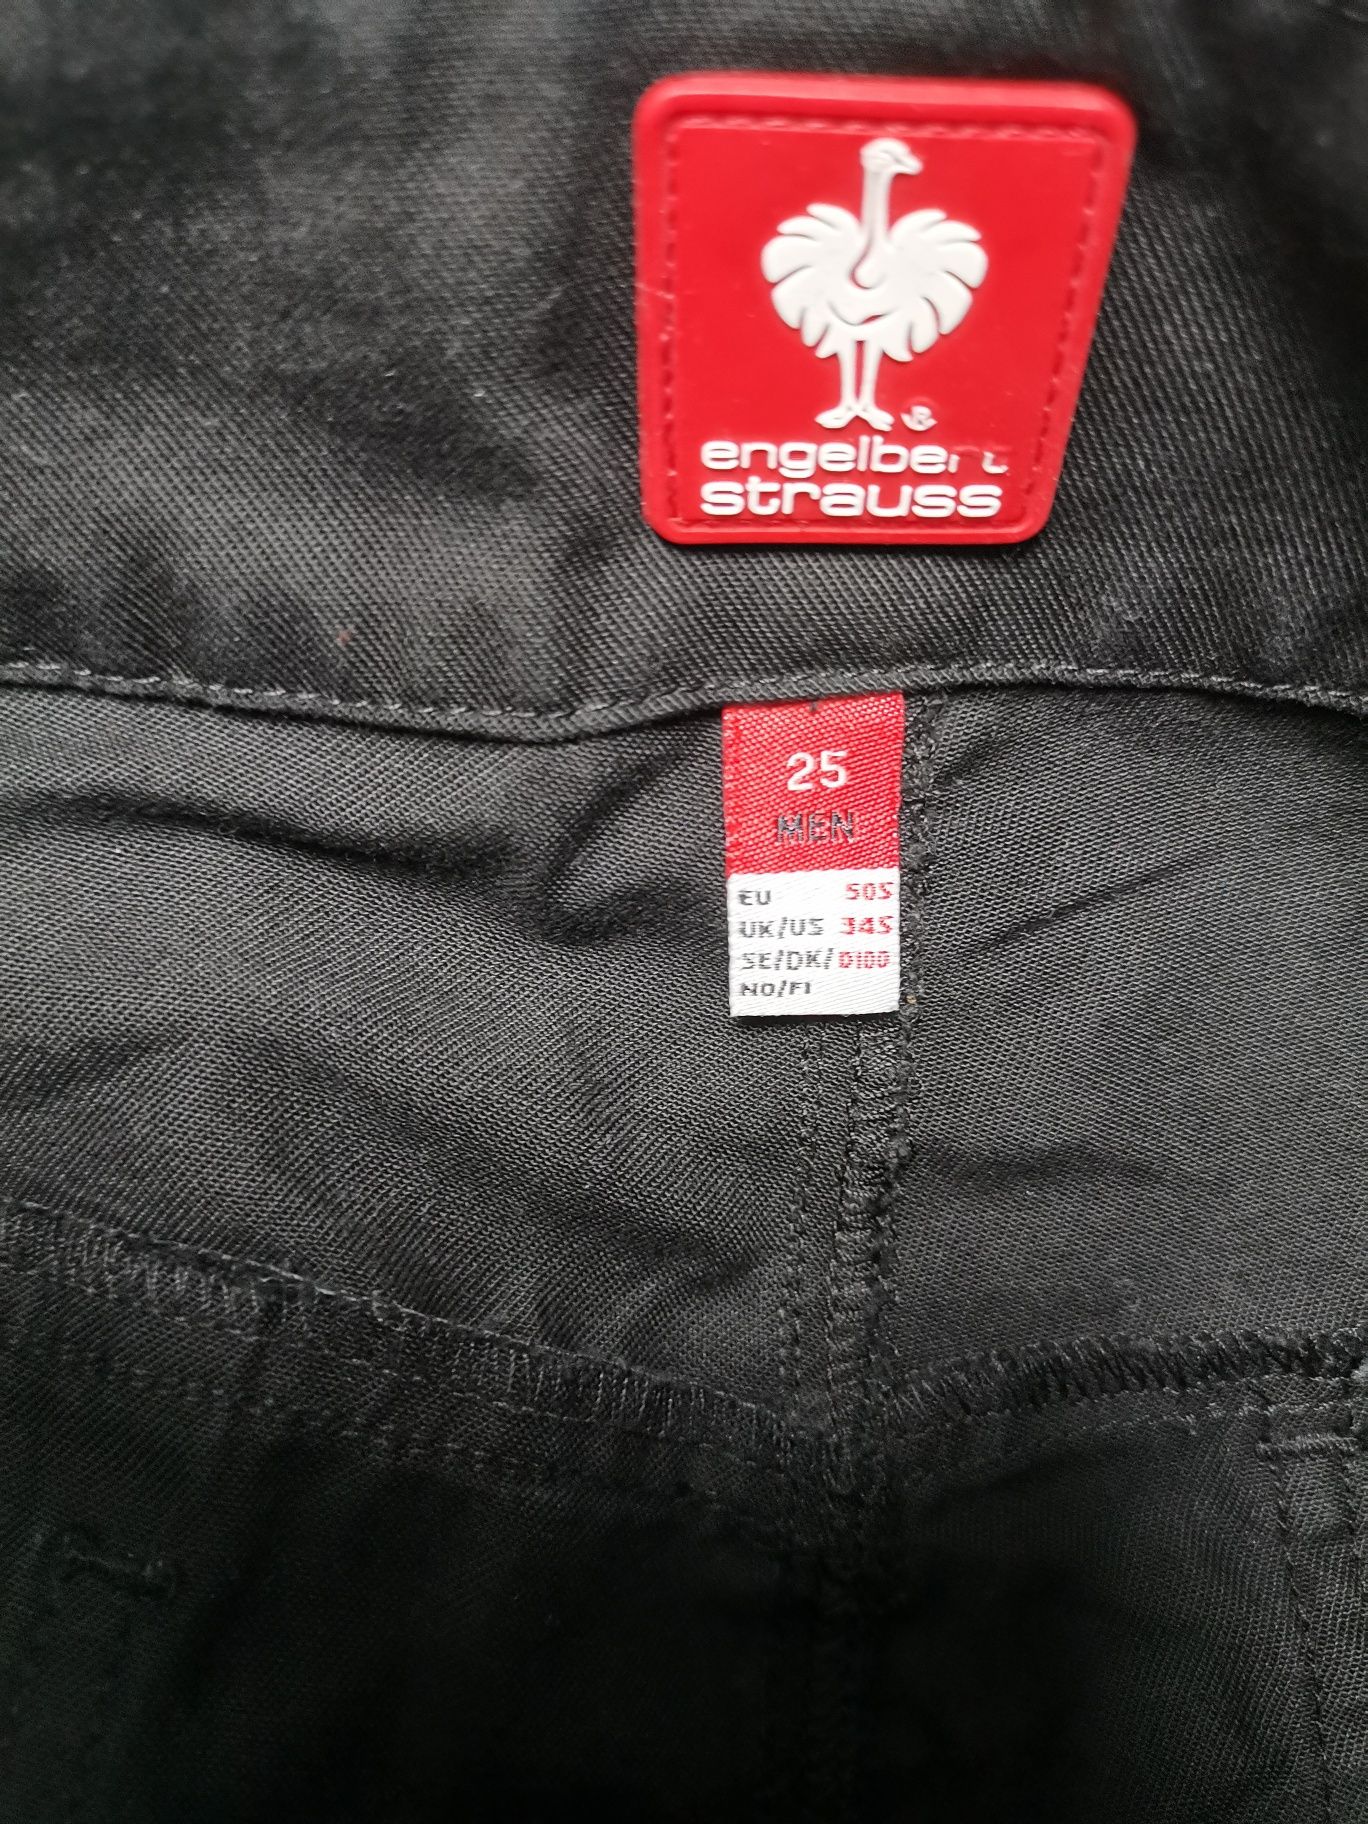 engelbert
strauss
25
MEN
EU 50S
UK/US 34S
SE/DK/ D100
NO/FI